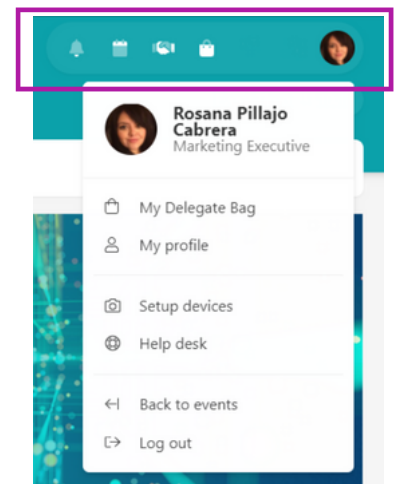 Rosana Pillajo
Cabrera
Marketing Executive
My Delegate Bag
My profile
Setup devices
Help desk
Back to events
Log out